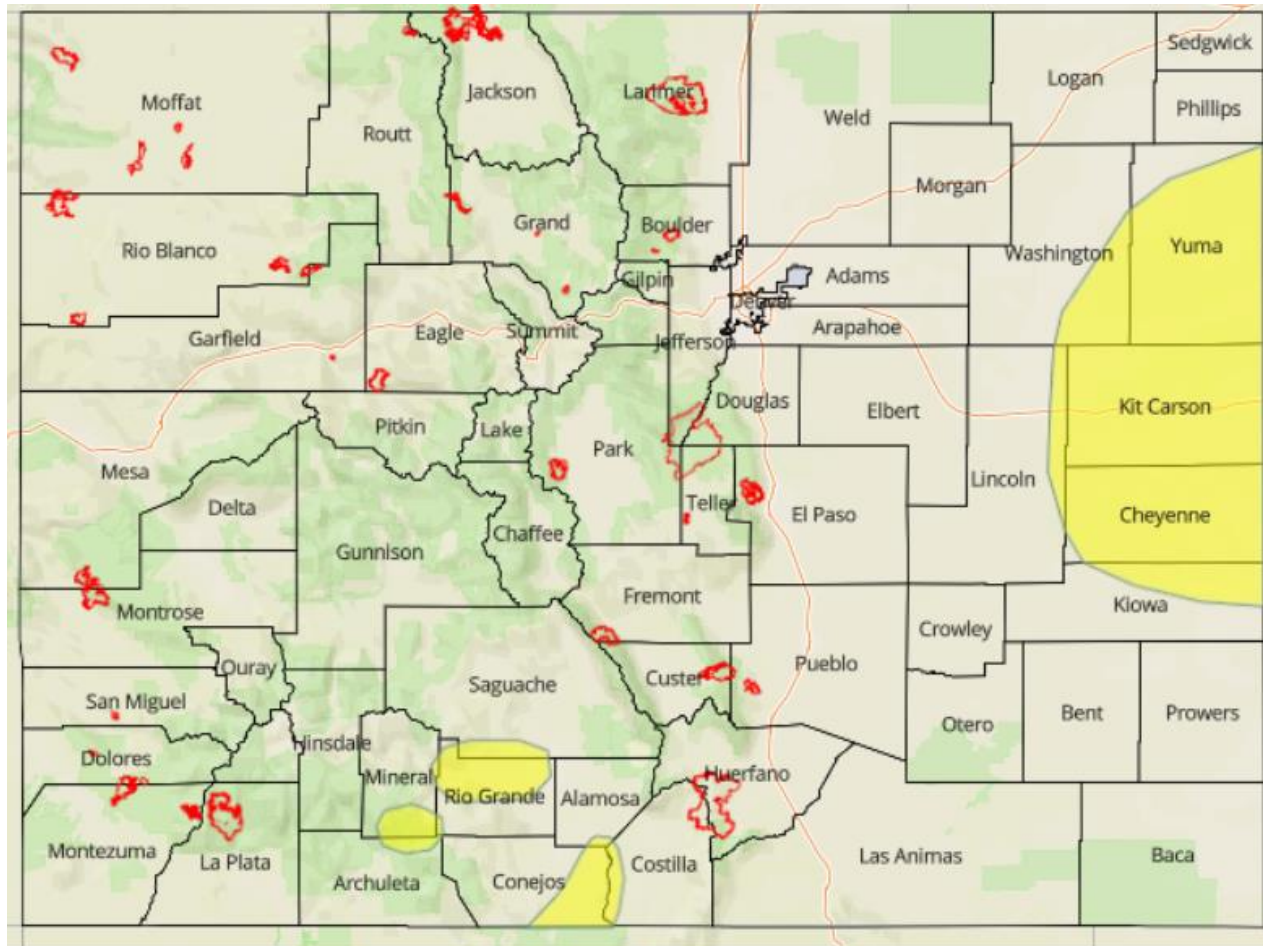 Sedgwick
Logan
Moffat
Jackson
Larimer
Phillips
Weld
Routt
Morgan
Grand
Boulder
Yuma
Rio Blanco
Washington
Gilpin
Adams
Denver
Arapahoe
Eagle
Summit
Garfield
Jefferson
Douglas
Kit Carson
Elbert
Pitkin
Lake
Park
Mesa
Lincoln
Delta
Teller
El Paso
Cheyenne
Chaffee
Gunnison
Fremont
Kiowa
Montrose
Crowley
Ouray
Pueblo
Custer
Saguache
San Miguel
Bent
Prowers
Otero
Hinsdale
Dolores
Mineral
Huerfano
Rio Grande
Alamosa
Montezuma
La Plata
Costilla
Las Animas
Baca
Archuleta
Conejos